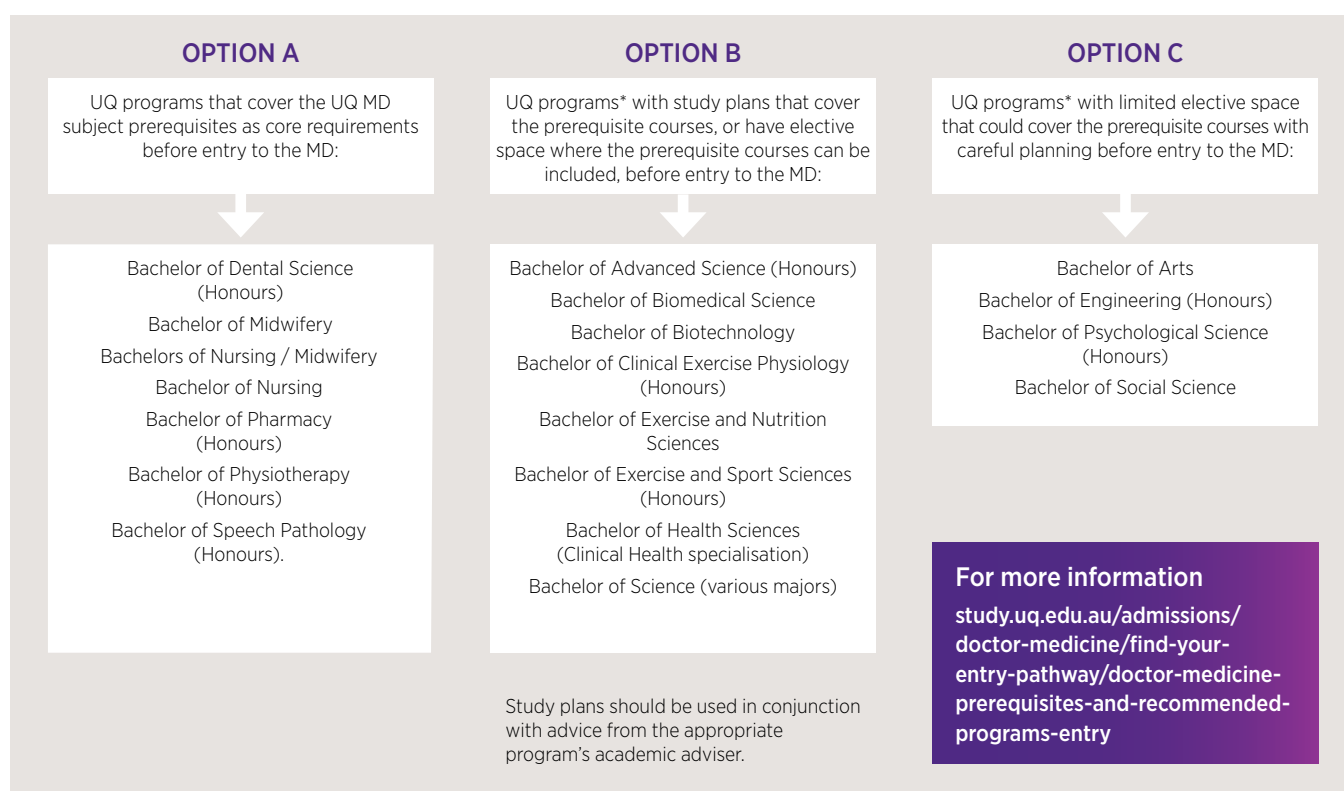 OPTION A
UQ programs that cover the UQ MD
subject prerequisites as core requirements
before entry to the MD:
Bachelor of Dental Science
(Honours)
Bachelor of Midwifery
Bachelors of Nursing / Midwifery
Bachelor of Nursing
Bachelor of Pharmacy
(Honours)
Bachelor of Physiotherapy
(Honours)
Bachelor of Speech Pathology
(Honours).
OPTION B
UQ programs* with study plans that cover
the prerequisite courses, or have elective
space where the prerequisite courses can be
included, before entry to the MD:
Bachelor of Advanced Science (Honours)
Bachelor of Biomedical Science
Bachelor of Biotechnology
Bachelor of Clinical Exercise Physiology
(Honours)
Bachelor of Exercise and Nutrition
Sciences
Bachelor of Exercise and Sport Sciences
(Honours)
Bachelor of Health Sciences
(Clinical Health specialisation)
Bachelor of Science (various majors)
Study plans should be used in conjunction
with advice from the appropriate
program's academic adviser.
OPTION C
UQ programs* with limited elective space
that could cover the prerequisite courses with
careful planning before entry to the MD:
Bachelor of Arts
Bachelor of Engineering (Honours)
Bachelor of Psychological Science
(Honours)
Bachelor of Social Science
For more information
study.uq.edu.au/admissions/
doctor-medicine/find-your-
entry-pathway/doctor-medicine-
prerequisites-and-recommended-
programs-entry